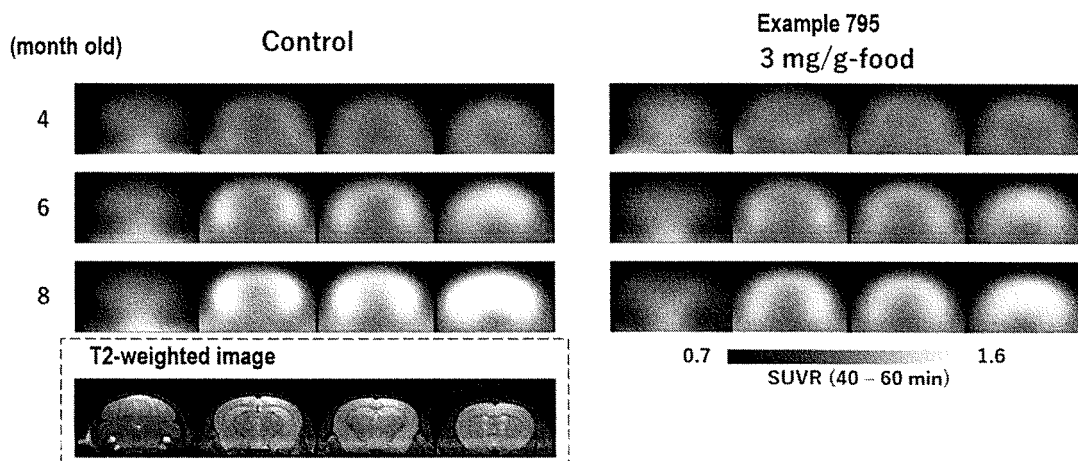 (month old)
Control
Example 795
3 mg/g-food
4
6
8
T2-weighted image
0.7
1.6
SUVR (40 – 60 min)